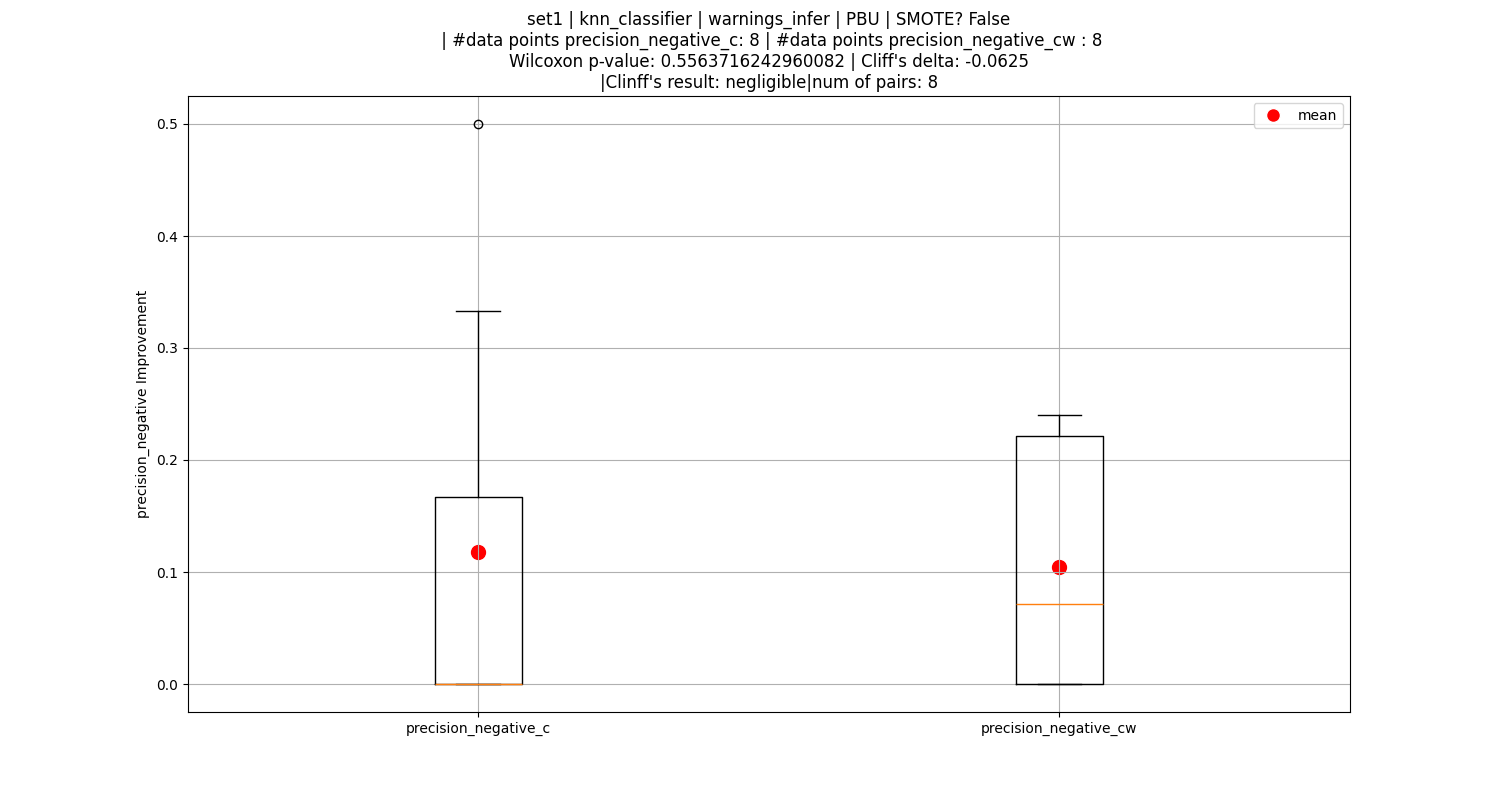 set1 | knn_classifier | warnings_infer | PBU | SMOTE? False
| #data points precision_negative_c: 8 | #data points precision_negative_cw : 8
Wilcoxon p-value: 0.5563716242960082 | Cliff's delta: -0.0625
|Clinff's result: negligible|num of pairs: 8
mean
0.5
0.4
0.3
0.2
0.1
0.0
precision_negative Improvement
precision_negative_c
precision_negative_cw